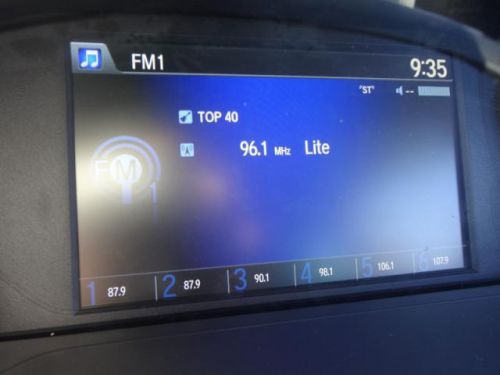 FM1 9:35
"ST" --
TOP 40
FM 1
96.1 MHz Lite
1 87.9 2 87.9 3 90.1 4 98.1 5 106.1 6 107.9